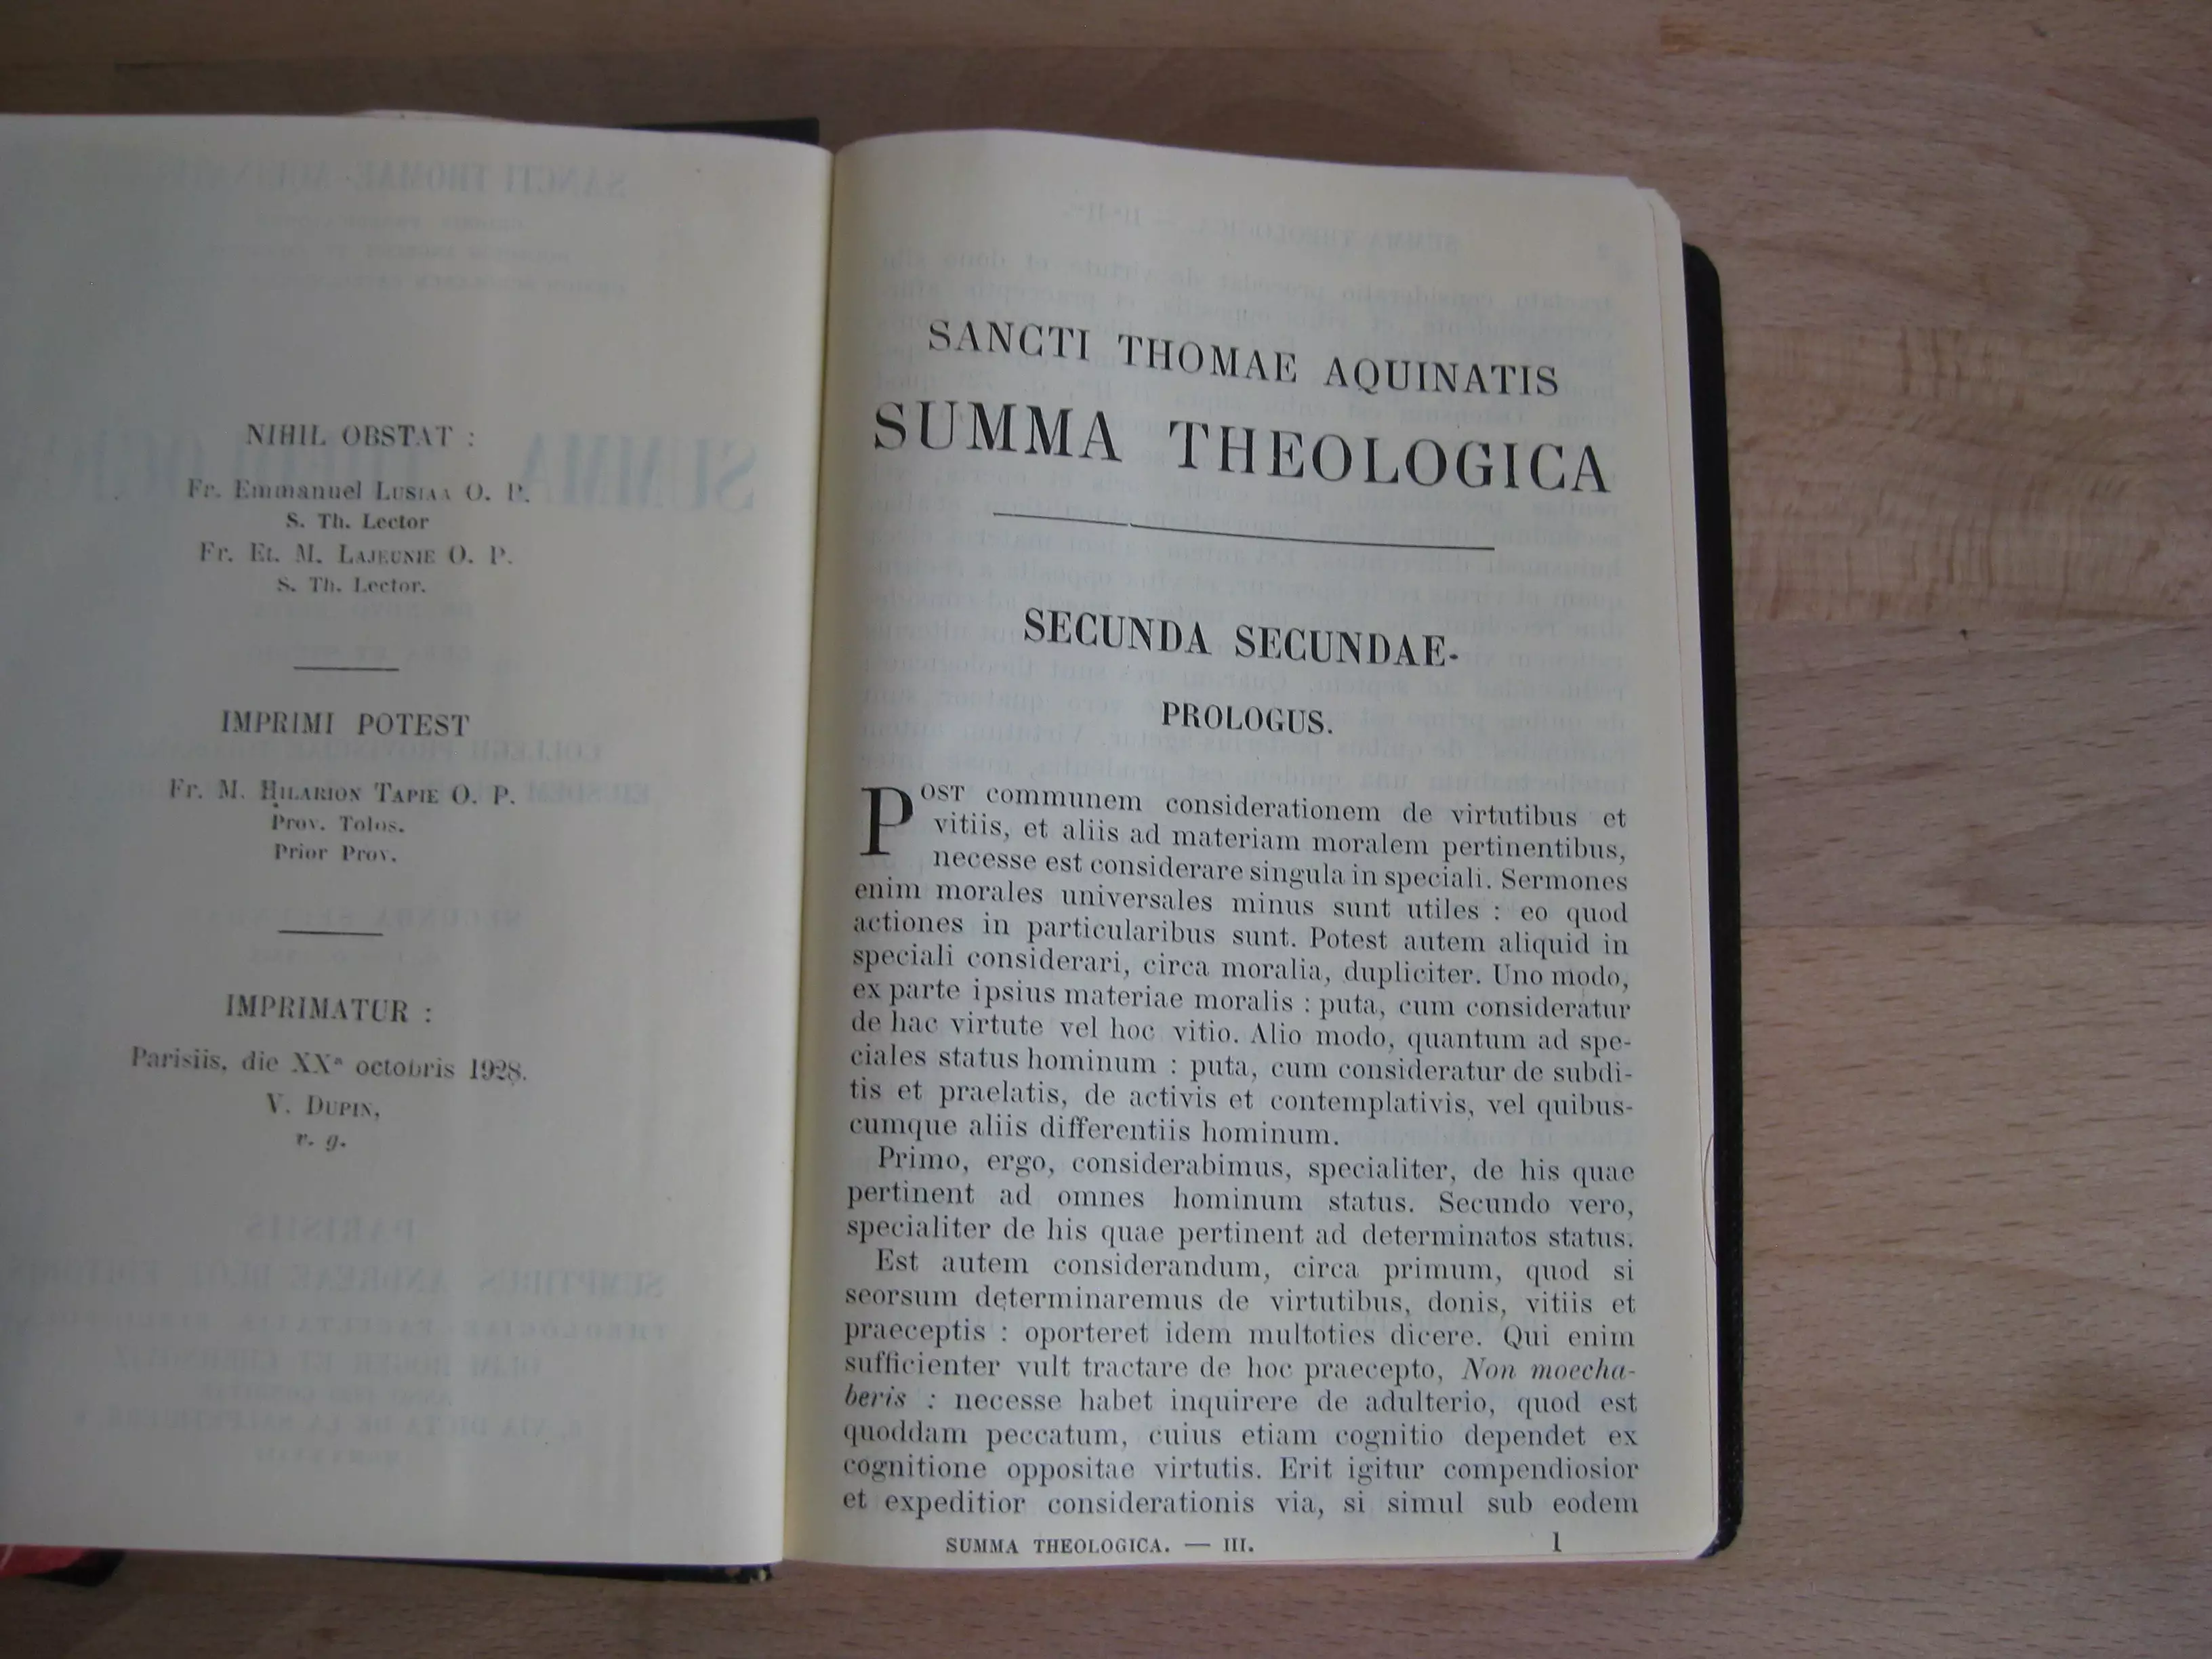 NIHIL OBSTAT :
Fr. Emmanuel Lusiaa O. P.
S. Th. Lector
Fr. Et. M. Lajeunie O. P.
S. Th. Lector.
IMPRIMI POTEST
Fr. M. Hilarion Tapie O. P.
Prov. Tolos.
Prior Prov.
IMPRIMATUR :
Parisiis, die XXª octobris 1928.
V. Dupin,
v. g.
SANCTI THOMAE AQUINATIS
SUMMA THEOLOGICA
SECUNDA SECUNDAE
PROLOGUS.
POST communem considerationem de virtutibus et
vitiis, et aliis ad materiam moralem pertinentibus,
necesse est considerare singula in speciali. Sermones
enim morales universales minus sunt utiles : eo quod
actiones in particularibus sunt. Potest autem aliquid in
speciali considerari, circa moralia, dupliciter. Uno modo,
ex parte ipsius materiae moralis : puta, cum consideratur
de hac virtute vel hoc vitio. Alio modo, quantum ad spe-
ciales status hominum : puta, cum consideratur de subdi-
tis et praelatis, de activis et contemplativis, vel quibus-
cumque aliis differentiis hominum.
Primo, ergo, considerabimus, specialiter, de his quae
pertinent ad omnes hominum status. Secundo vero,
specialiter de his quae pertinent ad determinatos status.
Est autem considerandum, circa primum, quod si
seorsum determinaremus de virtutibus, donis, vitiis et
praeceptis : oporteret idem multoties dicere. Qui enim
sufficienter vult tractare de hoc praecepto, Non moecha-
beris : necesse habet inquirere de adulterio, quod est
quoddam peccatum, cuius etiam cognitio dependet ex
cognitione oppositae virtutis. Erit igitur compendiosior
et expeditior considerationis via, si simul sub eodem
SUMMA THEOLOGICA. — III. 1